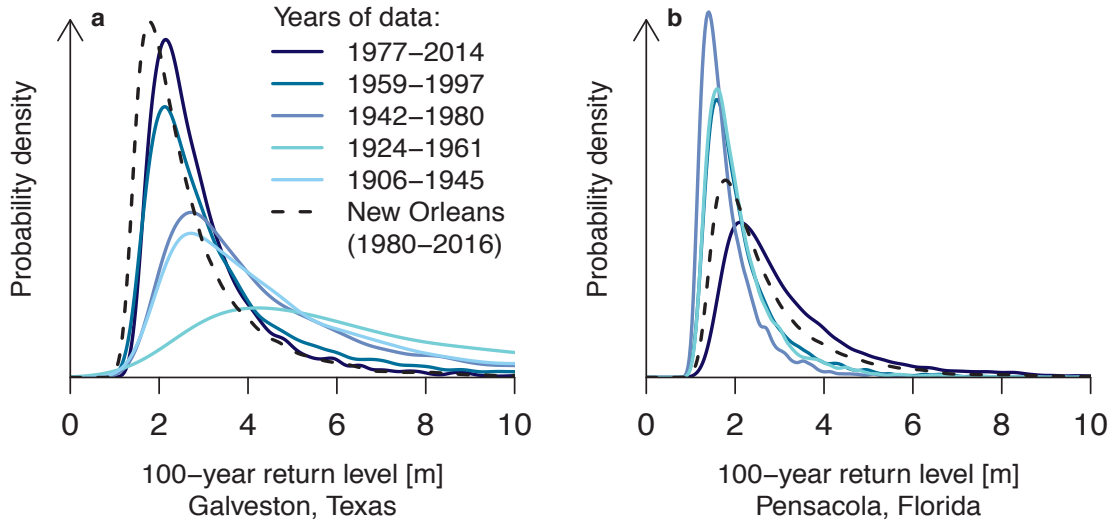 a
Years of data:
1977–2014
1959–1997
1942–1980
1924–1961
1906–1945
New Orleans
(1980–2016)
Probability density
0 2 4 6 8 10
100−year return level [m]
Galveston, Texas
b
Probability density
0 2 4 6 8 10
100−year return level [m]
Pensacola, Florida